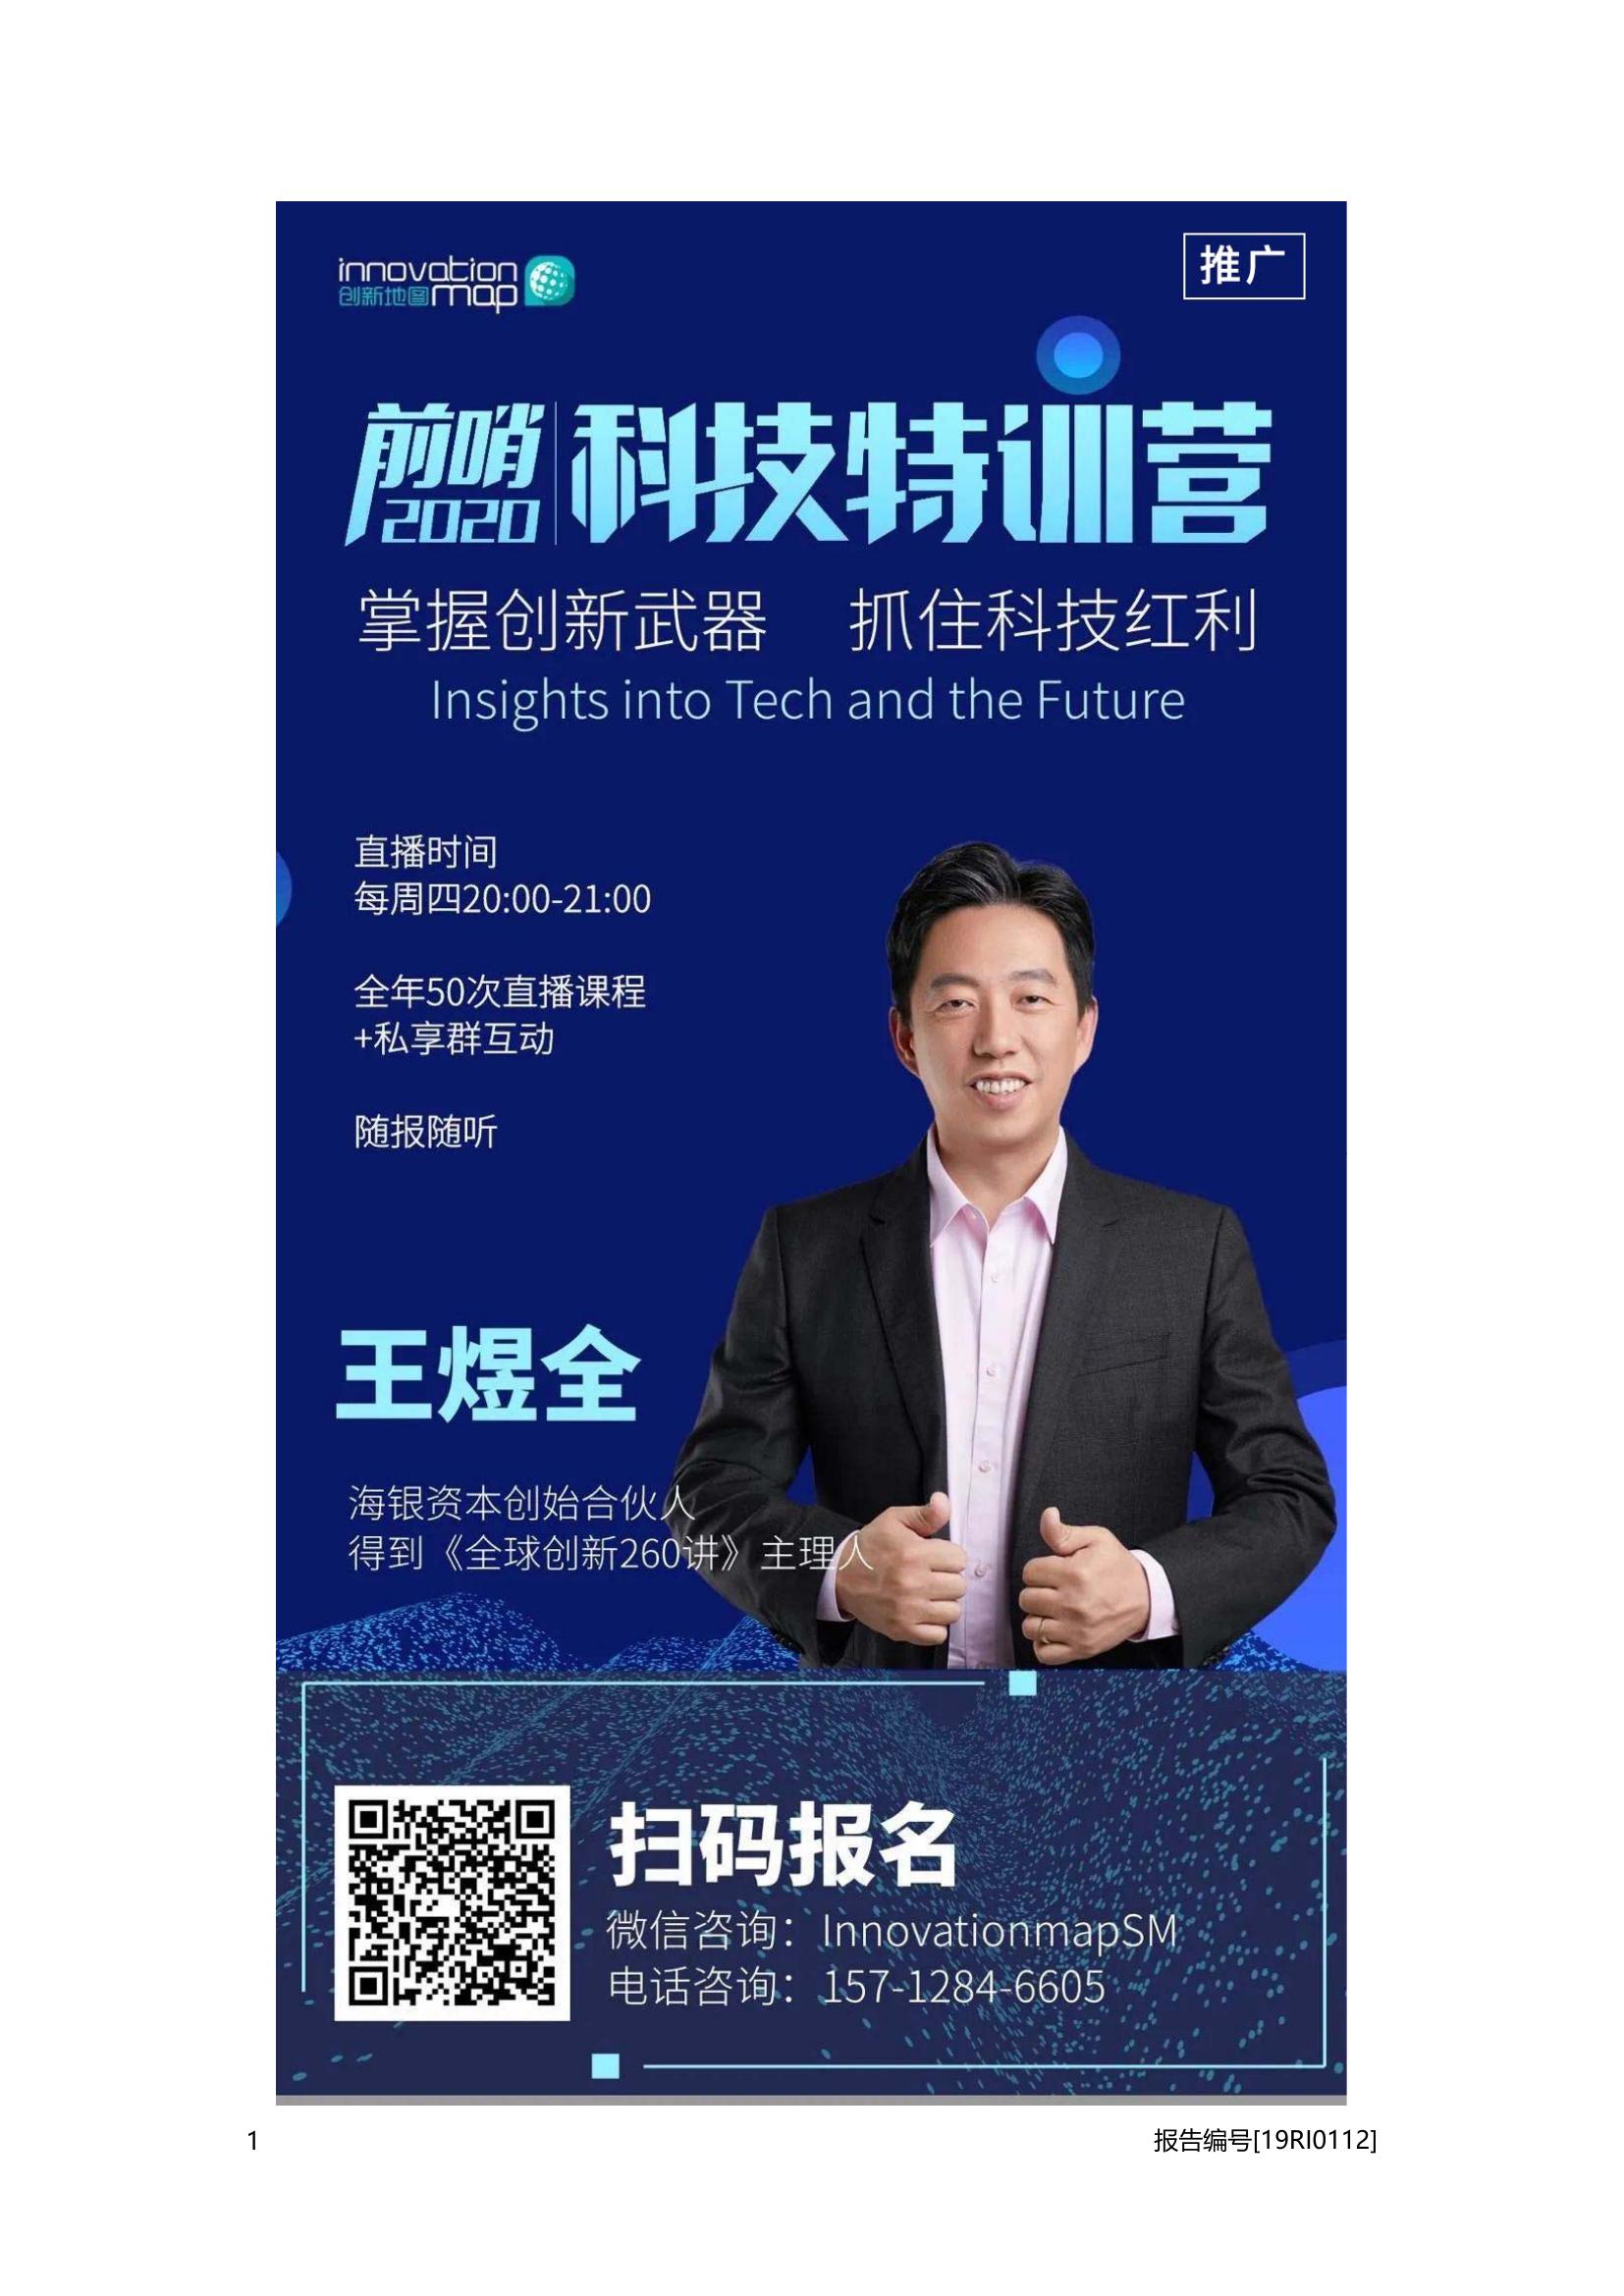 innovation
创新地图map
推广
前哨
2020
科技特训营
掌握创新武器 抓住科技红利
Insights into Tech and the Future
直播时间
每周四20:00-21:00
全年50次直播课程
+私享群互动
随报随听
王煜全
海银资本创始合伙人
得到《全球创新260讲》主理人
扫码报名
微信咨询：InnovationmapSM
电话咨询：157-1284-6605
1
报告编号[19RI0112]